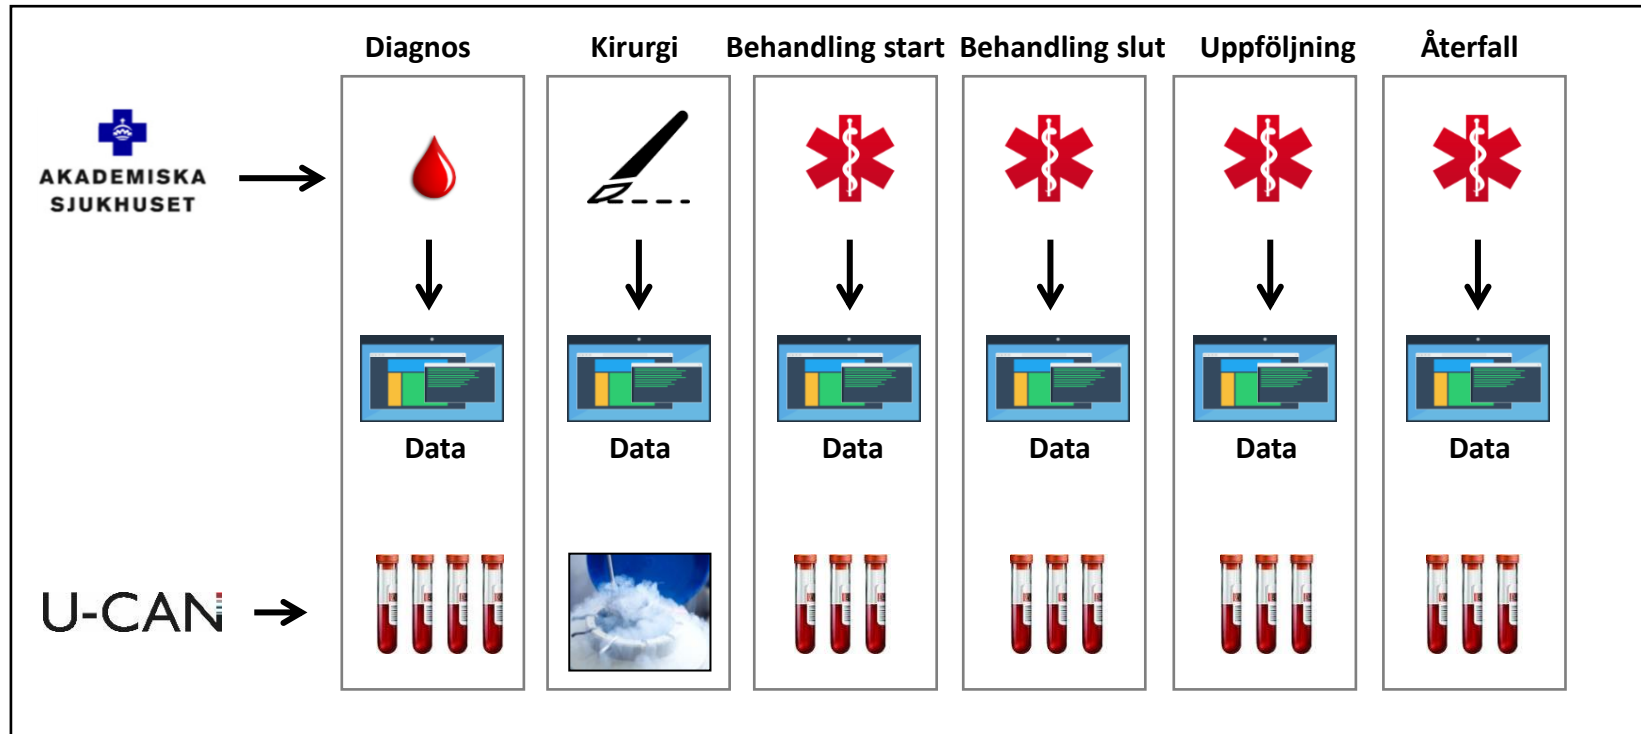 Diagnos
Kirurgi
Behandling start
Behandling slut
Uppföljning
Återfall
AKADEMISKA
SJUKHUSET
Data
Data
Data
Data
Data
Data
U-CAN